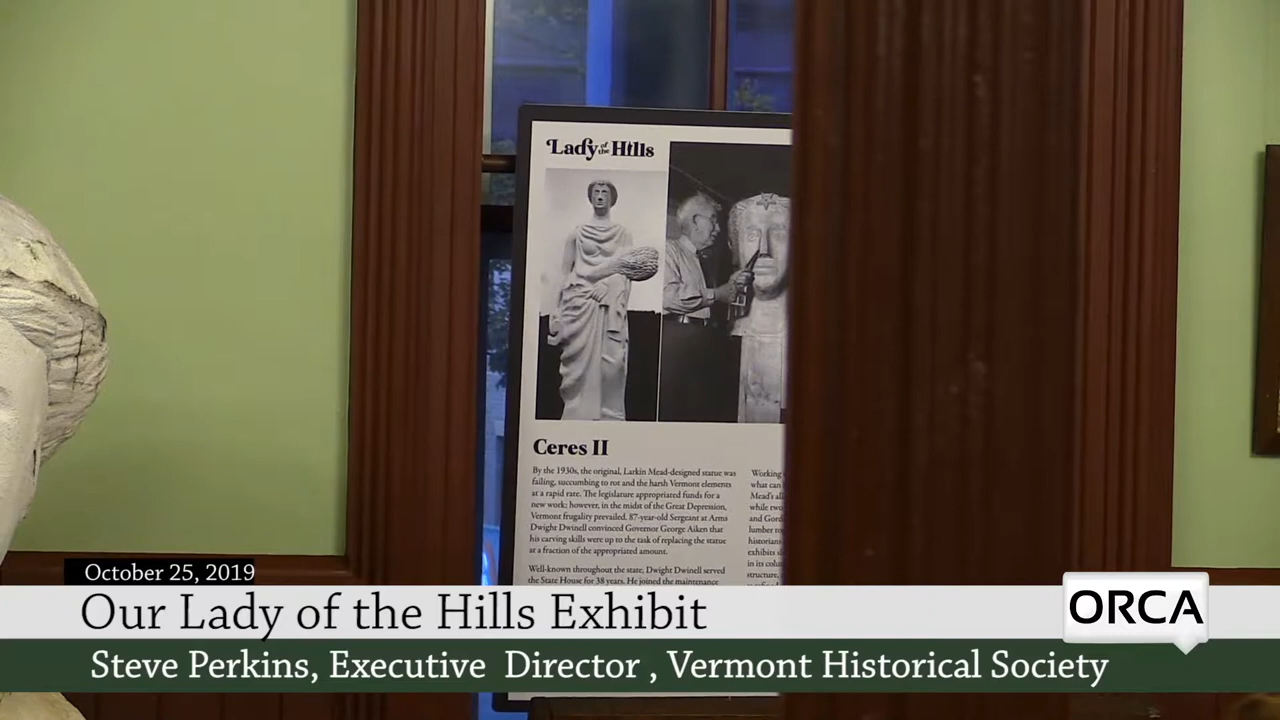 Lady of the Hills
Ceres II
By the 1930s, the original, Larkin Mead-designed statue was
failing, succumbing to rot and the harsh Vermont elements
at a rapid rate. The legislature appropriated funds for a
new work; however, in the midst of the Great Depression,
Vermont frugality prevailed. 87-year-old Sergeant at Arms
Dwight Dwinell convinced Governor George Aiken that
his carving skills were up to the task of replacing the statue
at a fraction of the appropriated amount.
Well-known throughout the state, Dwight Dwinell served
the State House for 38 years. He joined the maintenance
Working
what can
Mead's
while two
and Gord
lumber
historians
exhibits
in its
structure,
October 25, 2019
Our Lady of the Hills Exhibit
ORCA
Steve Perkins, Executive Director , Vermont Historical Society